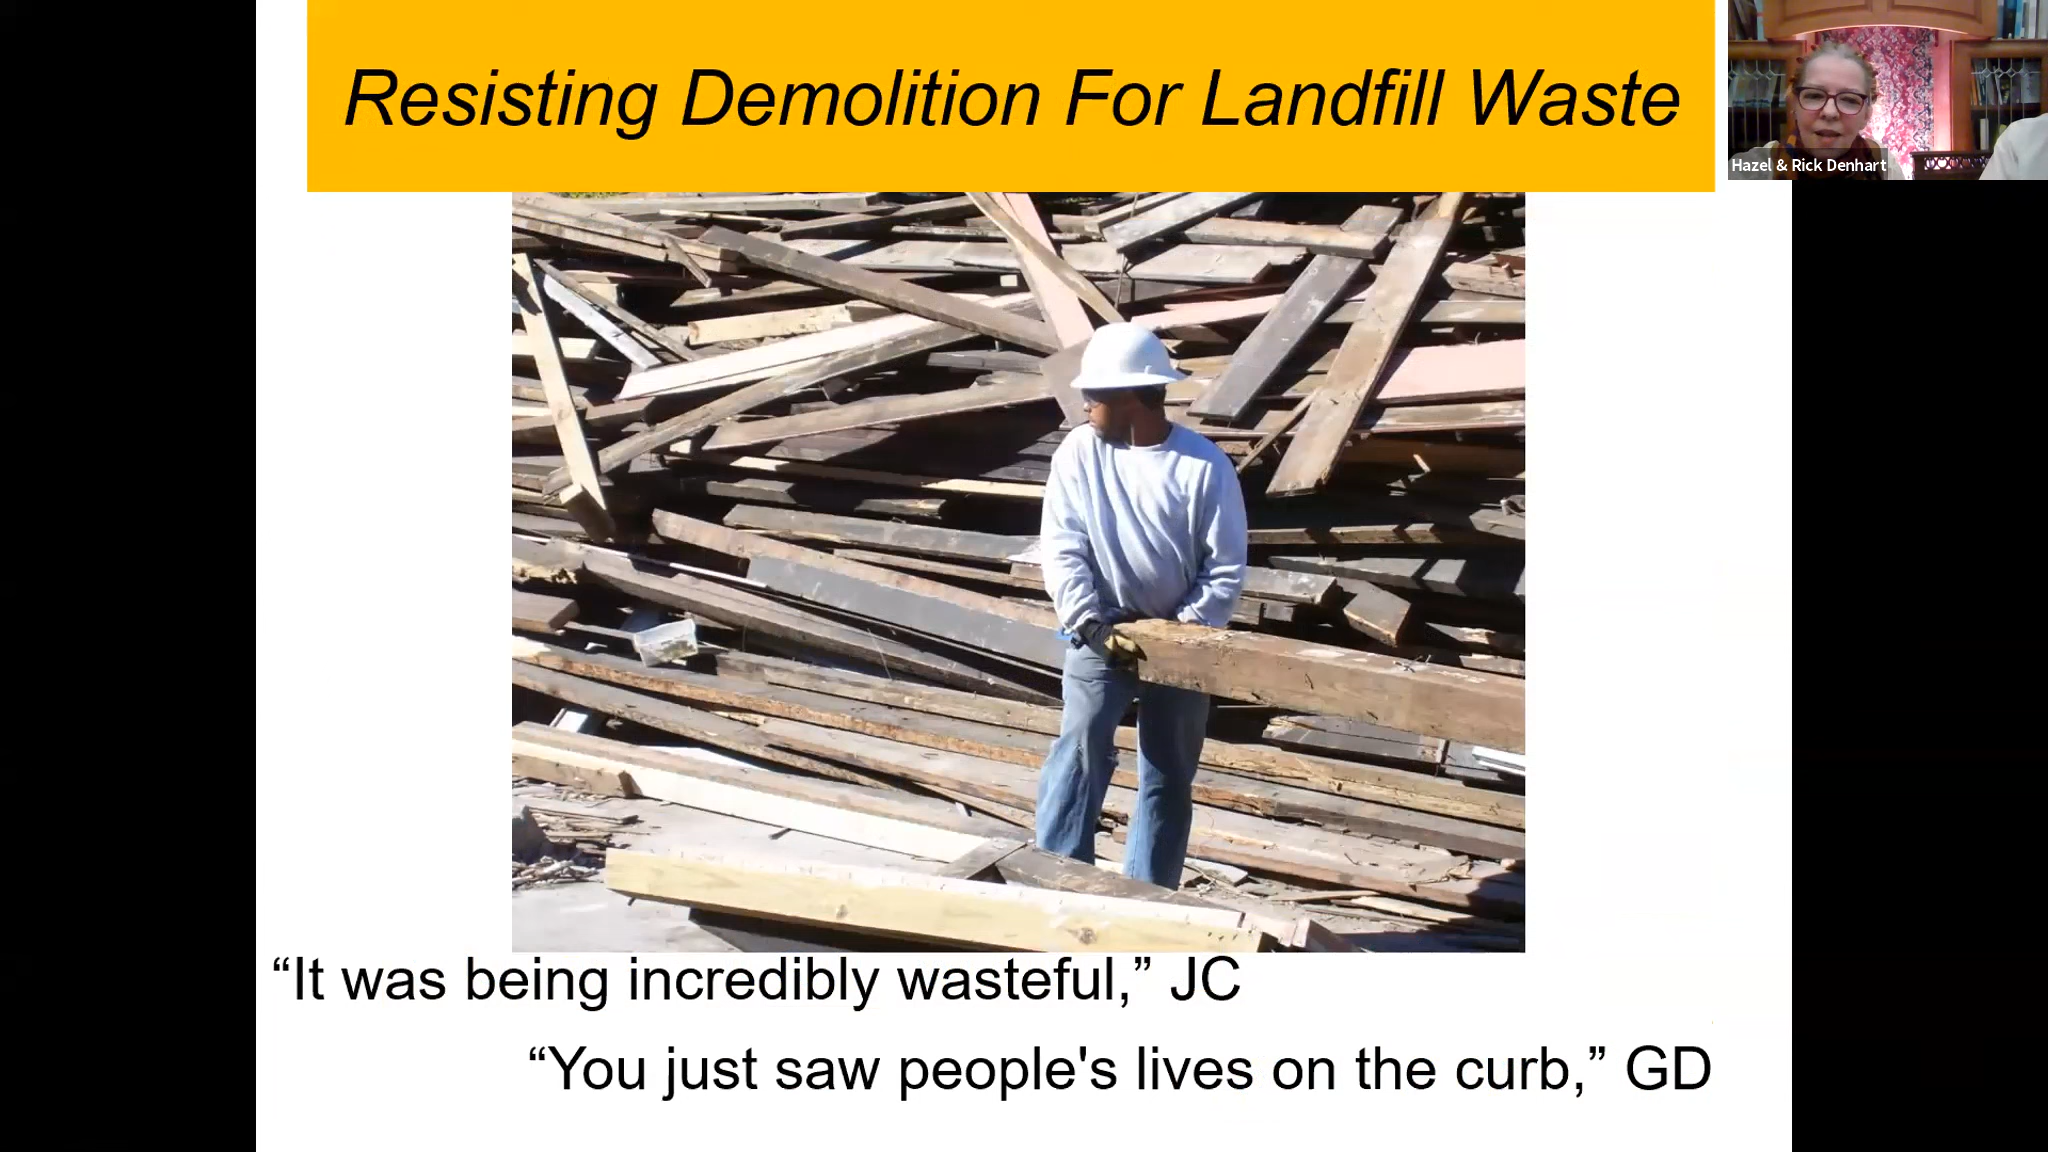 Resisting Demolition For Landfill Waste
Hazel & Rick Denhart
“It was being incredibly wasteful,” JC
“You just saw people's lives on the curb,” GD